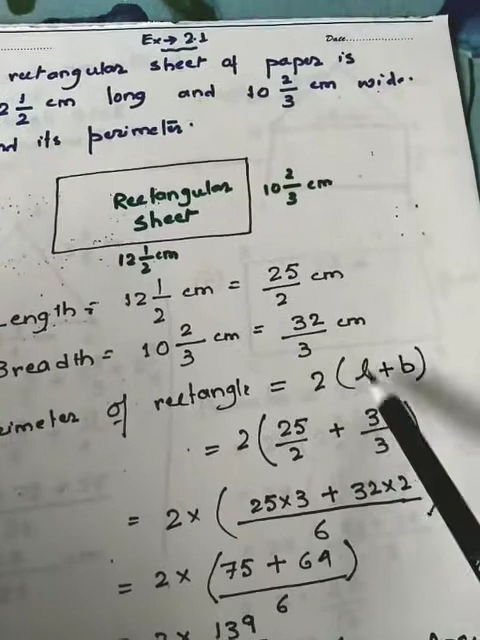 Ex → 2.1
Date
rectangular sheet of paper is
2 1/2 cm long and 10 2/3 cm wide.
its perimeter.
Rectangular
Sheet
10 2/3 cm
12 1/2 cm
Length = 12 1/2 cm = 25/2 cm
Breadth = 10 2/3 cm = 32/3 cm
of rectangle = 2 (l+b)
= 2 (25/2 + 3 /3)
= 2 × (25×3 + 32×2 / 6
= 2 × (75 + 64 / 6)
2 × 139